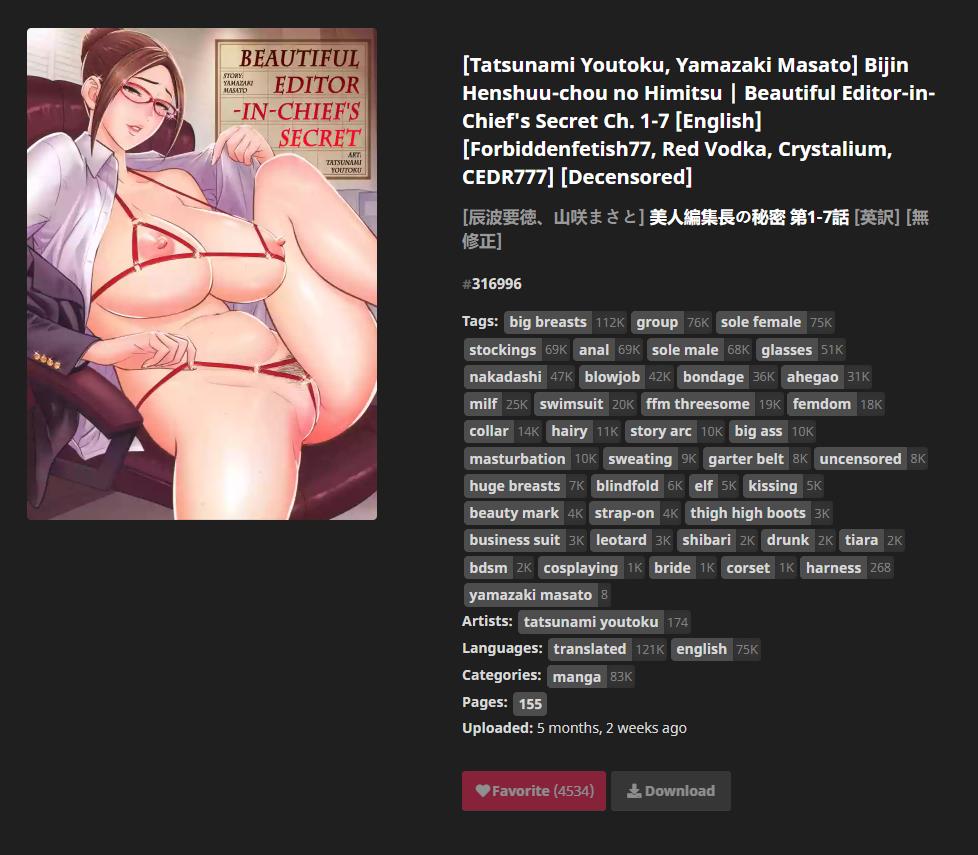 BEAUTIFUL
STORY:
YAMAZAKI
MASATO
EDITOR
-IN-CHIEF'S
SECRET
ART:
TATSUNAMI
YOUTOKU
[Tatsunami Youtoku, Yamazaki Masato] Bijin
Henshuu-chou no Himitsu | Beautiful Editor-in-
Chief's Secret Ch. 1-7 [English]
[Forbiddenfetish77, Red Vodka, Crystalium,
CEDR777] [Decensored]
[辰波要徳、山咲まさと] 美人編集長の秘密 第1-7話 [英訳] [無
修正]
#316996
Tags: big breasts 112K group 76K sole female 75K
stockings 69K anal 69K sole male 68K glasses 51K
nakadashi 47K blowjob 42K bondage 36K ahegao 31K
milf 25K swimsuit 20K ffm threesome 19K femdom 18K
collar 14K hairy 11K story arc 10K big ass 10K
masturbation 10K sweating 9K garter belt 8K uncensored 8K
huge breasts 7K blindfold 6K elf 5K kissing 5K
beauty mark 4K strap-on 4K thigh high boots 3K
business suit 3K leotard 3K shibari 2K drunk 2K tiara 2K
bdsm 2K cosplaying 1K bride 1K corset 1K harness 268
yamazaki masato 8
Artists: tatsunami youtoku 174
Languages: translated 121K english 75K
Categories: manga 83K
Pages: 155
Uploaded: 5 months, 2 weeks ago
Favorite (4534) Download